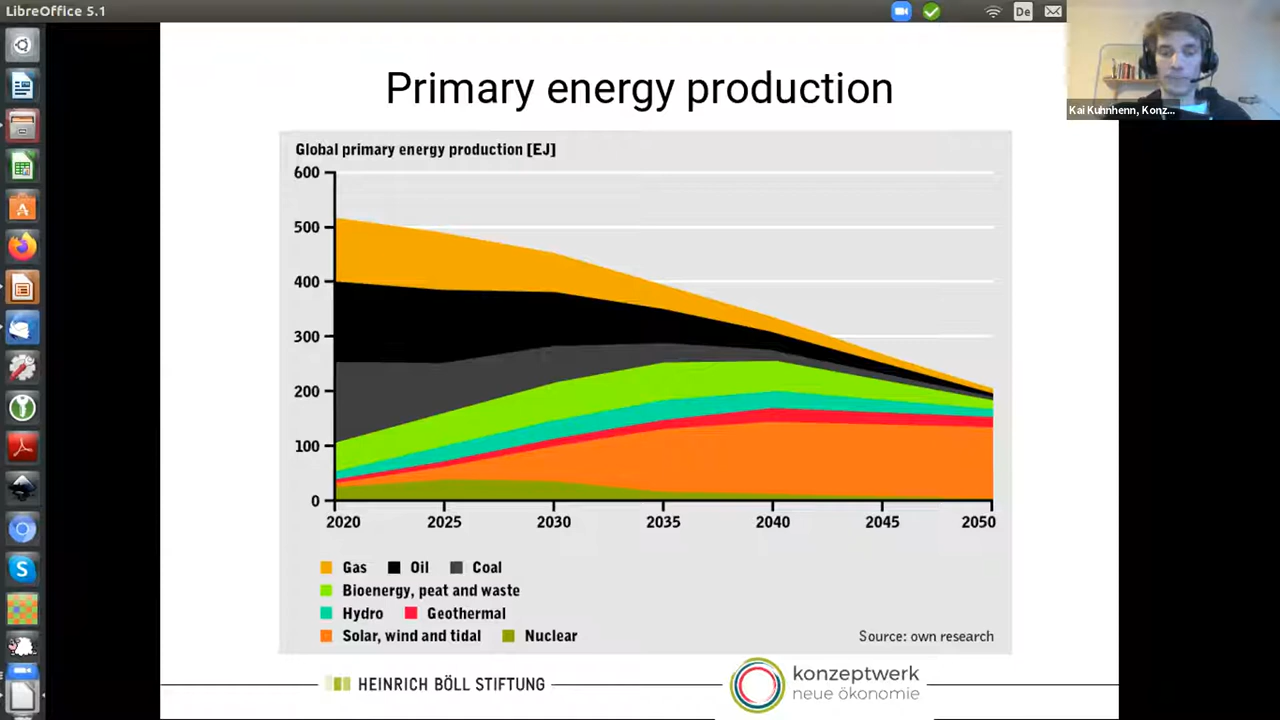 LibreOffice 5.1
De
Kai Kuhnhenn, Konz...
Primary energy production
Global primary energy production [EJ]
600
500
400
300
200
100
0
2020 2025 2030 2035 2040 2045 2050
Gas Oil Coal
Bioenergy, peat and waste
Hydro Geothermal
Solar, wind and tidal Nuclear
Source: own research
HEINRICH BÖLL STIFTUNG
konzeptwerk
neue ökonomie